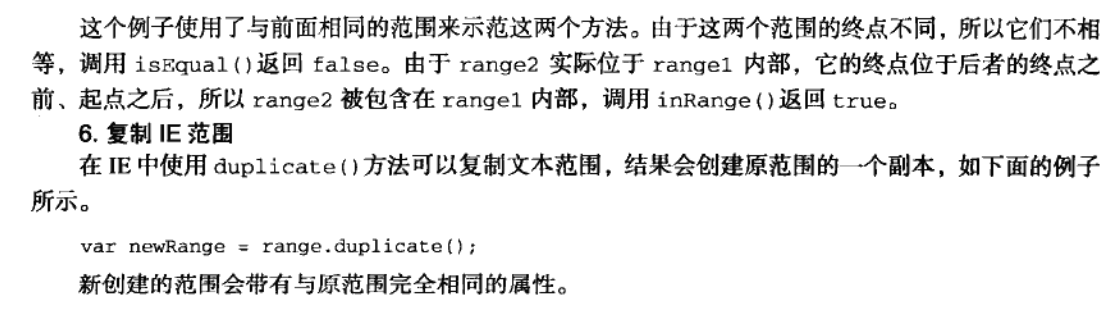 这个例子使用了与前面相同的范围来示范这两个方法。由于这两个范围的终点不同，所以它们不相
等，调用 isEqual()返回 false。由于 range2 实际位于 range1 内部，它的终点位于后者的终点之
前、起点之后，所以 range2 被包含在 range1 内部，调用 inRange()返回 true。
6. 复制 IE 范围
在 IE 中使用 duplicate()方法可以复制文本范围，结果会创建原范围的一个副本，如下面的例子
所示。
var newRange = range.duplicate();
新创建的范围会带有与原范围完全相同的属性。